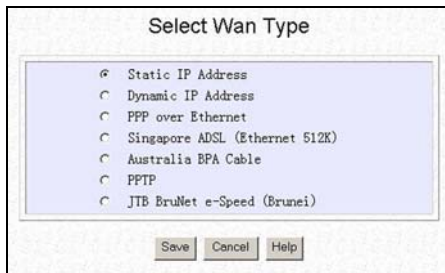 Select Wan Type
Static IP Address
Dynamic IP Address
PPP over Ethernet
Singapore ADSL (Ethernet 512K)
Australia BPA Cable
PPTP
JTB BruNet e-Speed (Brunei)
Save Cancel Help